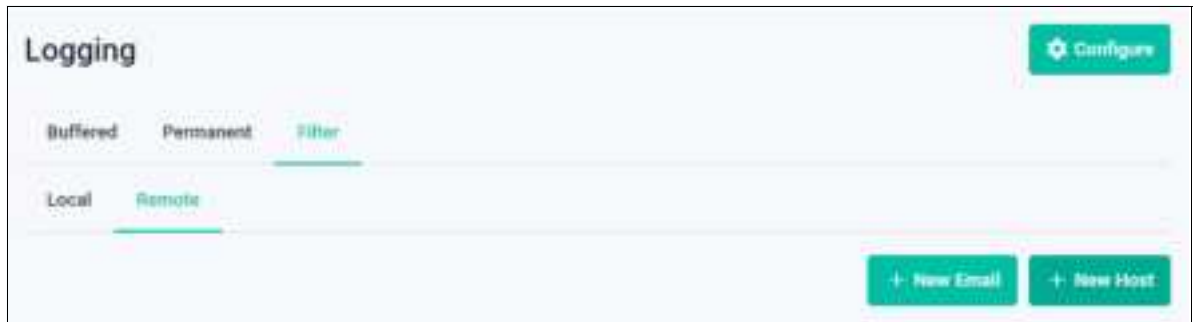 Logging
Configure
Buffered Permanent Filter
Local Remote
+ New Email + New Host